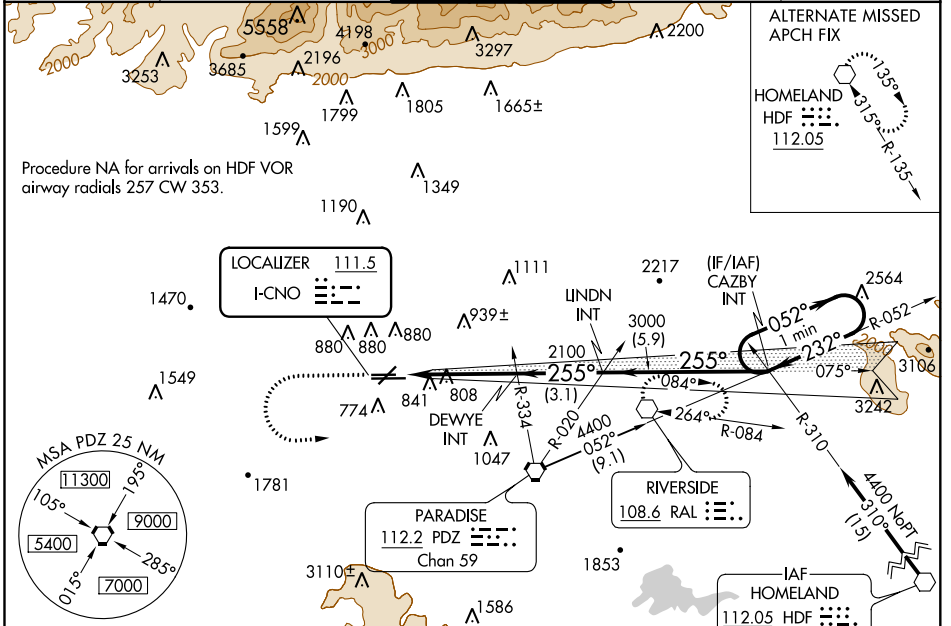 5558
4198
3000
3297
2200
2000
3253
3685
2196
2000
1799
1805
1665±
1599
ALTERNATE MISSED
APCH FIX
135°
HOMELAND
HDF
112.05
315°
R-135
Procedure NA for arrivals on HDF VOR
airway radials 257 CW 353.
1349
1190
LOCALIZER 111.5
I-CNO
1470
1111
2217
(IF/IAF)
CAZBY
INT
2564
LINDN
INT
052°
1 min
R-052
939±
3000
(5.9)
880
880
880
2100
232°
2000
3106
255°
255°
075°
(3.1)
084°
1549
841
808
774
DEWYE
INT
R-334
R-020
264°
R-084
3242
R-310
1047
4400
052°
(9.1)
MSA PDZ 25 NM
11300
195°
105°
9000
5400
285°
015°
7000
1781
RIVERSIDE
108.6 RAL
4400 NoPT
310°
(15)
PARADISE
112.2 PDZ
Chan 59
1853
3110±
1586
IAF
HOMELAND
112.05 HDF